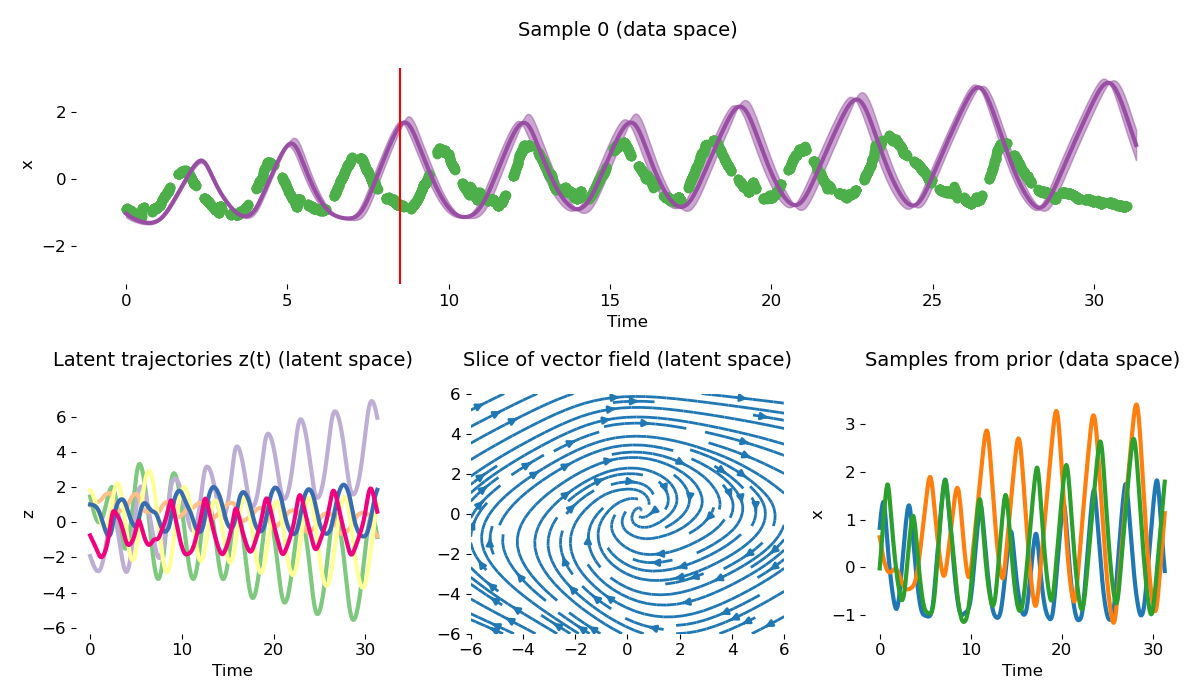 Sample 0 (data space)
x
2
0
−2
0 5 10 15 20 25 30
Time
Latent trajectories z(t) (latent space)
z
6
4
2
0
−2
−4
−6
0 10 20 30
Time
Slice of vector field (latent space)
6
4
2
0
−2
−4
−6
−6 −4 −2 0 2 4 6
Samples from prior (data space)
x
3
2
1
0
−1
0 10 20 30
Time